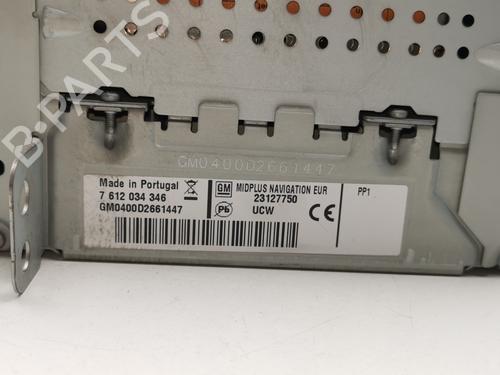 GM0400D2661447
Made in Portugal
7 612 034 346
GM0400D2661447
GM MIDPLUS NAVIGATION EUR
23127750
Pb UCW
CE
PP1
B-PARTS